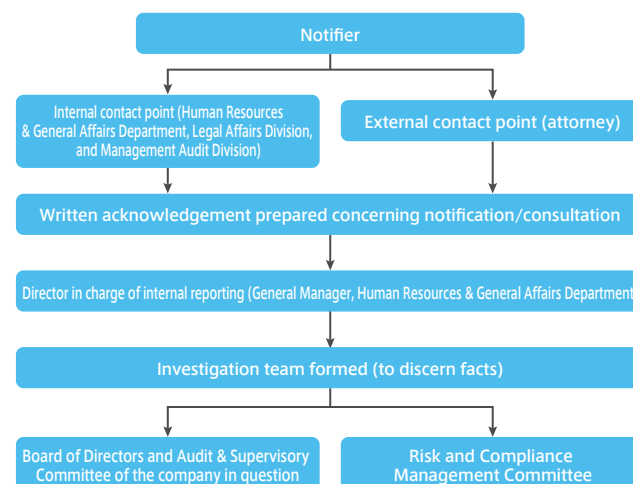 Notifier
Internal contact point (Human Resources
& General Affairs Department, Legal Affairs Division,
and Management Audit Division)
External contact point (attorney)
Written acknowledgement prepared concerning notification/consultation
Director in charge of internal reporting (General Manager, Human Resources & General Affairs Department
Investigation team formed (to discern facts)
Board of Directors and Audit & Supervisory
Committee of the company in question
Risk and Compliance
Management Committee